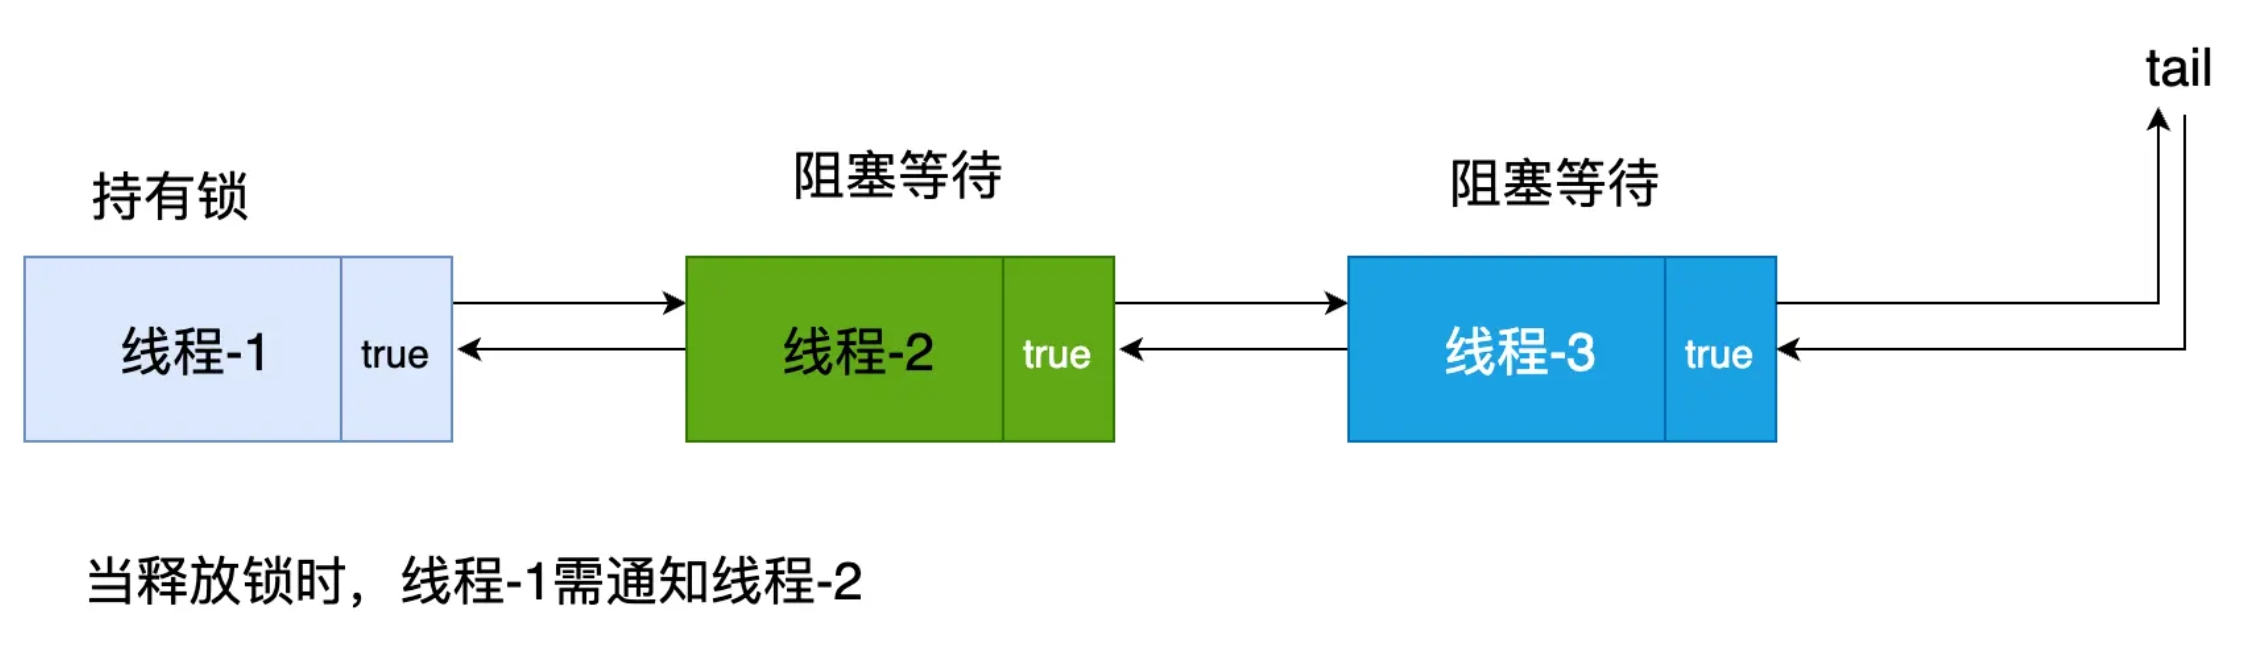 tail
持有锁
阻塞等待
阻塞等待
线程-1
true
线程-2
true
线程-3
true
当释放锁时，线程-1需通知线程-2